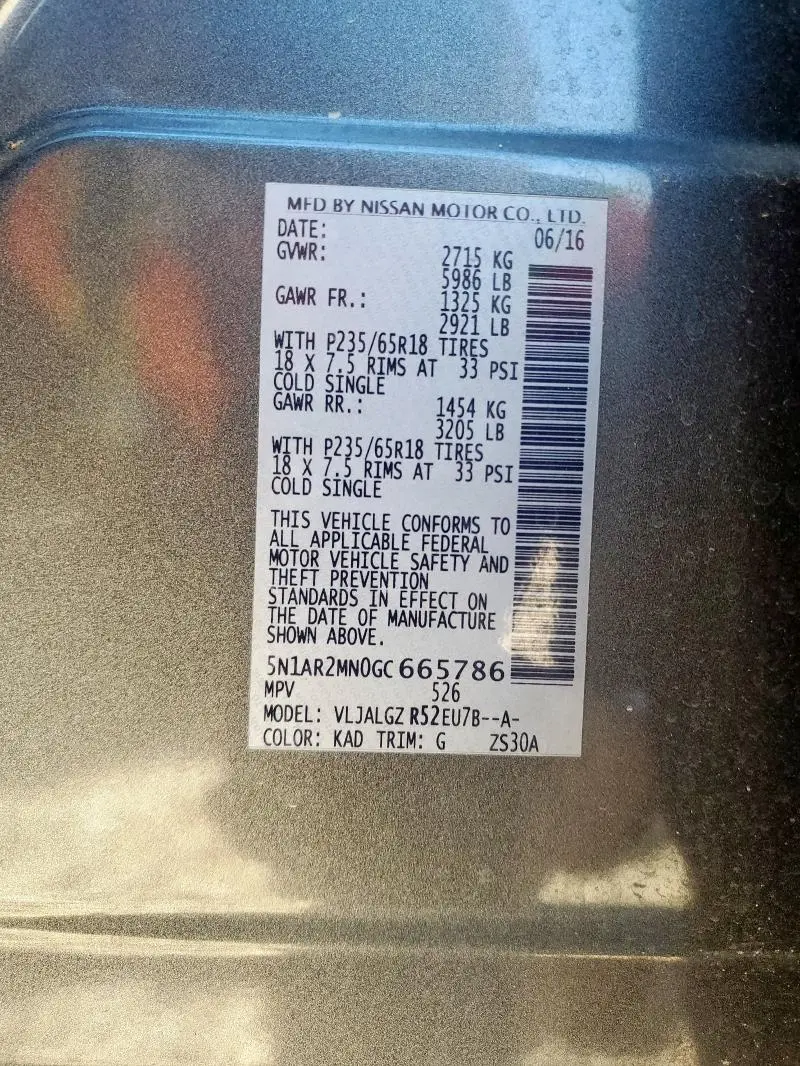 MFD BY NISSAN MOTOR CO., LTD.
DATE: 06/16
GVWR: 2715 KG
5986 LB
GAWR FR.: 1325 KG
2921 LB
WITH P235/65R18 TIRES
18 X 7.5 RIMS AT 33 PSI
COLD SINGLE
GAWR RR.: 1454 KG
3205 LB
WITH P235/65R18 TIRES
18 X 7.5 RIMS AT 33 PSI
COLD SINGLE
THIS VEHICLE CONFORMS TO
ALL APPLICABLE FEDERAL
MOTOR VEHICLE SAFETY AND
THEFT PREVENTION
STANDARDS IN EFFECT ON
THE DATE OF MANUFACTURE
SHOWN ABOVE.
5N1AR2MN0GC665786
MPV 526
MODEL: VLJALGZ R52EU7B--A-
COLOR: KAD TRIM: G ZS30A